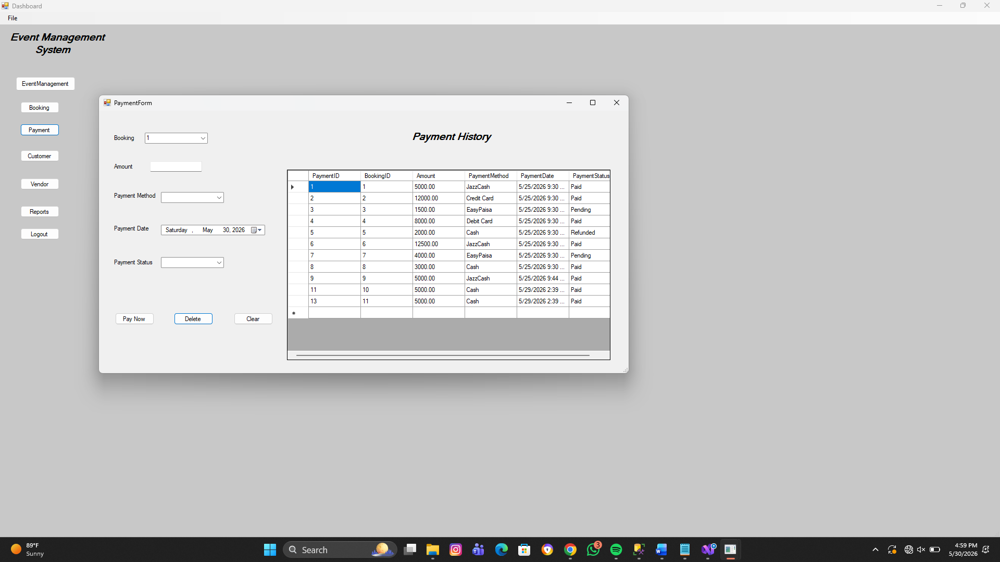 Dashboard
File
Event Management
System
EventManagement
Booking
Payment
Customer
Vendor
Reports
Logout
PaymentForm
Booking 1
Amount
Payment Method
Payment Date Saturday , May 30, 2026
Payment Status
Pay Now Delete Clear
Payment History
PaymentID BookingID Amount PaymentMethod PaymentDate PaymentStatus
1 1 5000.00 JazzCash 5/25/2026 9:30 ... Paid
2 2 12000.00 Credit Card 5/25/2026 9:30 ... Paid
3 3 1500.00 EasyPaisa 5/25/2026 9:30 ... Pending
4 4 8000.00 Debit Card 5/25/2026 9:30 ... Paid
5 5 2000.00 Cash 5/25/2026 9:30 ... Refunded
6 6 12500.00 JazzCash 5/25/2026 9:30 ... Paid
7 7 4000.00 EasyPaisa 5/25/2026 9:30 ... Pending
8 8 3000.00 Cash 5/25/2026 9:30 ... Paid
9 9 5000.00 JazzCash 5/25/2026 9:44 ... Paid
11 10 5000.00 Cash 5/29/2026 2:39 ... Paid
13 11 5000.00 Cash 5/29/2026 2:39 ... Paid
89°F
Sunny
Search
3
4:59 PM
5/30/2026